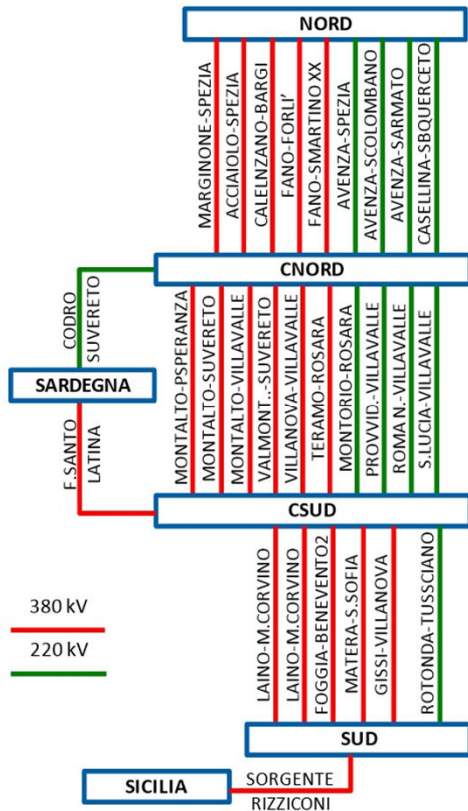 NORD
MARGINONE-SPEZIA
ACCIAIOLO-SPEZIA
CALELNZANO-BARGI
FANO-FORLI'
FANO-SMARTINO XX
AVENZA-SPEZIA
AVENZA-SCOLOMBANO
AVENZA-SARMATO
CASELLINA-SBQUERCETO
CNORD
CODRO
SUVERETO
SARDEGNA
F.SANTO
LATINA
MONTALTO-PSPERANZA
MONTALTO-SUVERETO
MONTALTO-VILLAVALLE
VALMONT..-SUVERETO
VILLANOVA-VILLAVALLE
TERAMO-ROSARA
MONTORIO-ROSARA
PROVVID.-VILLAVALLE
ROMA N.-VILLAVALLE
S.LUCIA-VILLAVALLE
CSUD
380 kV
220 kV
LAINO-M.CORVINO
LAINO-M.CORVINO
FOGGIA-BENEVENTO2
MATERA-S.SOFIA
GISSI-VILLANOVA
ROTONDA-TUSSCIANO
SUD
SICILIA
SORGENTE
RIZZICONI